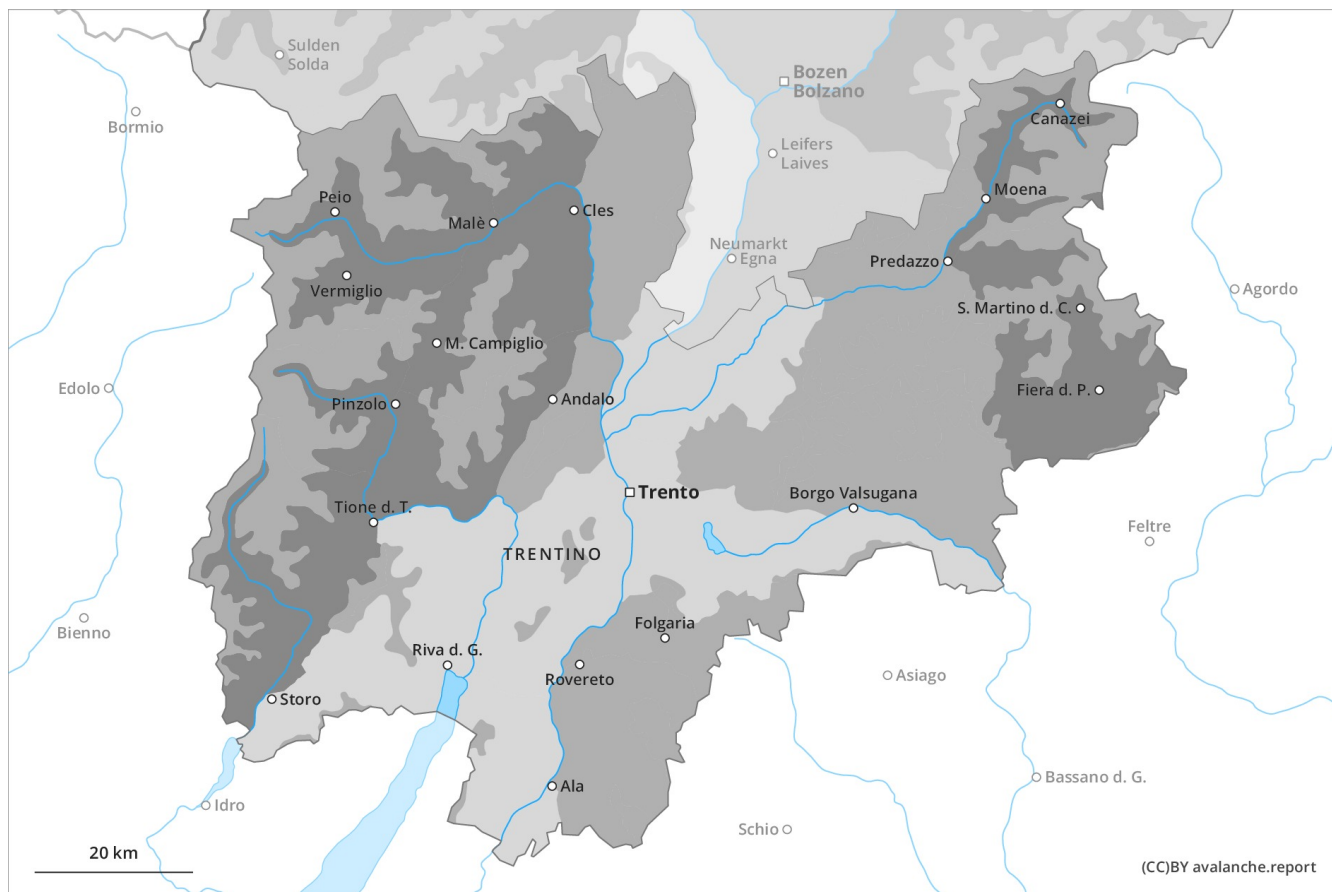 Sulden
Solda
Bozen
Bolzano
Bormio
Canazei
Leifers
Laives
Peio
Moena
Malè
Cles
Neumarkt
Egna
Predazzo
Vermiglio
Agordo
S. Martino d. C.
M. Campiglio
Edolo
Fiera d. P.
Pinzolo
Andalo
Trento
Borgo Valsugana
Tione d. T.
Feltre
TRENTINO
Bienno
Folgaria
Riva d. G.
Asiago
Rovereto
Storo
Bassano d. G.
Ala
Idro
Schio
20 km
(CC)BY avalanche.report